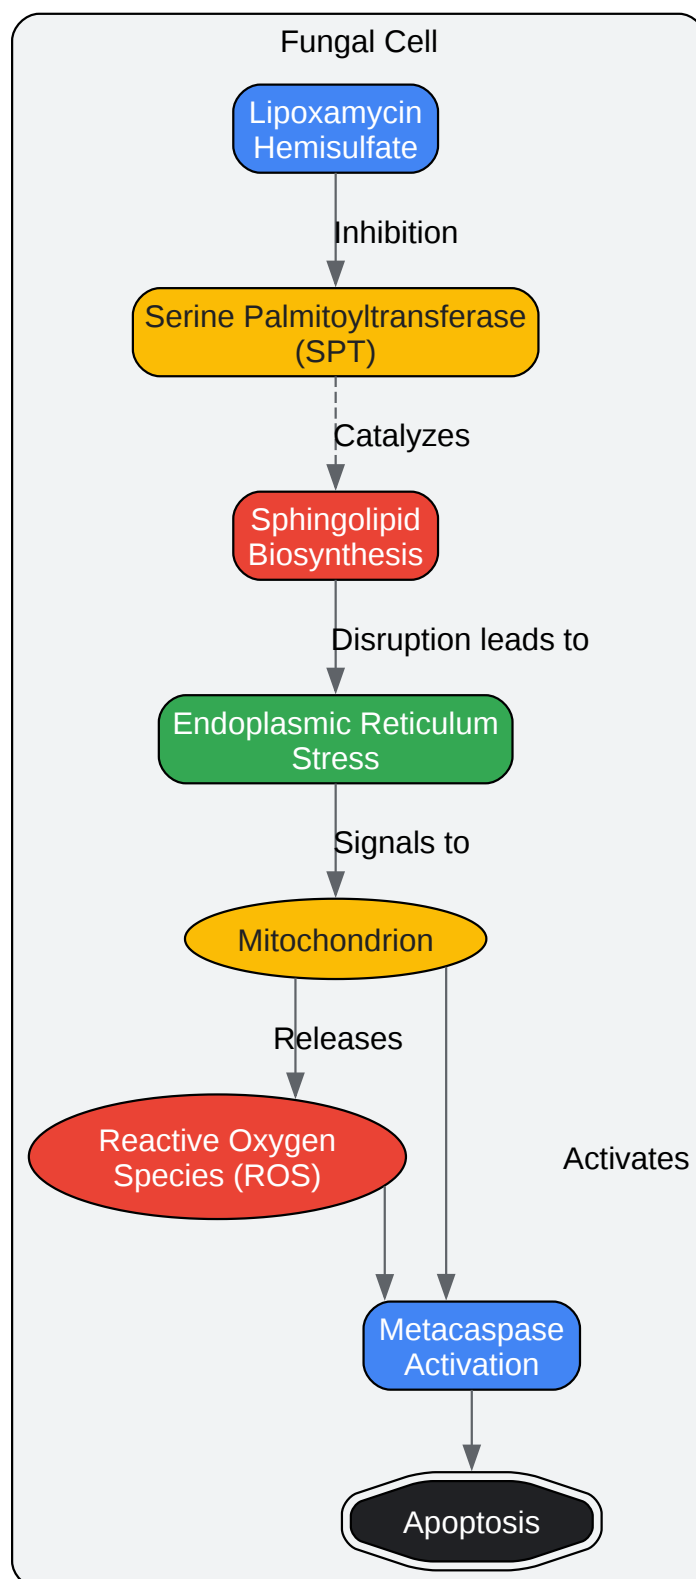 Fungal Cell
Lipoxamycin
Hemisulfate
Inhibition
Serine Palmitoyltransferase
(SPT)
Catalyzes
Sphingolipid
Biosynthesis
Disruption leads to
Endoplasmic Reticulum
Stress
Signals to
Mitochondrion
Releases
Reactive Oxygen
Species (ROS)
Activates
Metacaspase
Activation
Apoptosis